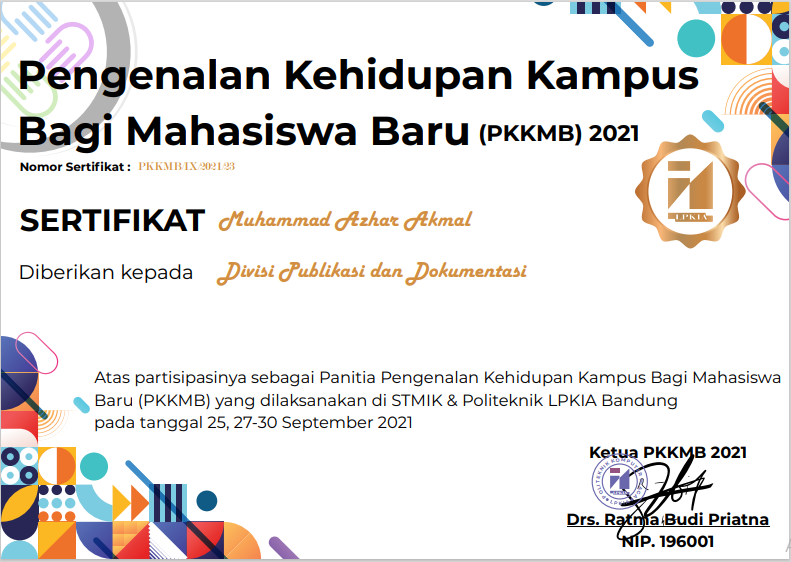 Pengenalan Kehidupan Kampus
Bagi Mahasiswa Baru (PKKMB) 2021
Nomor Sertifikat : PKKMB/IX/2021/23
LPKIA
SERTIFIKAT Muhammad Azhar Akmal
Diberikan kepada Divisi Publikasi dan Dokumentasi
Atas partisipasinya sebagai Panitia Pengenalan Kehidupan Kampus Bagi Mahasiswa
Baru (PKKMB) yang dilaksanakan di STMIK & Politeknik LPKIA Bandung
pada tanggal 25, 27-30 September 2021
Ketua PKKMB 2021
POLITEKNIK KOMPUTER
Drs. Ratma Budi Priatna
NIP. 196001